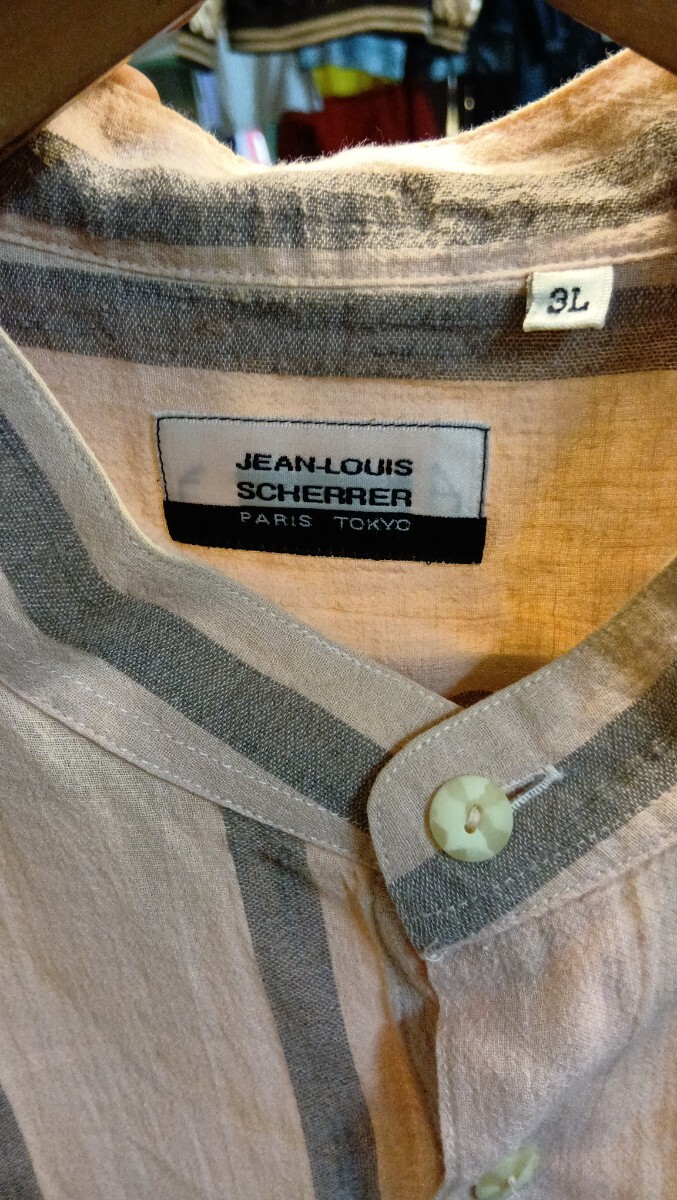 3L
JEAN-LOUIS
SCHERRER
PARIS TOKYO